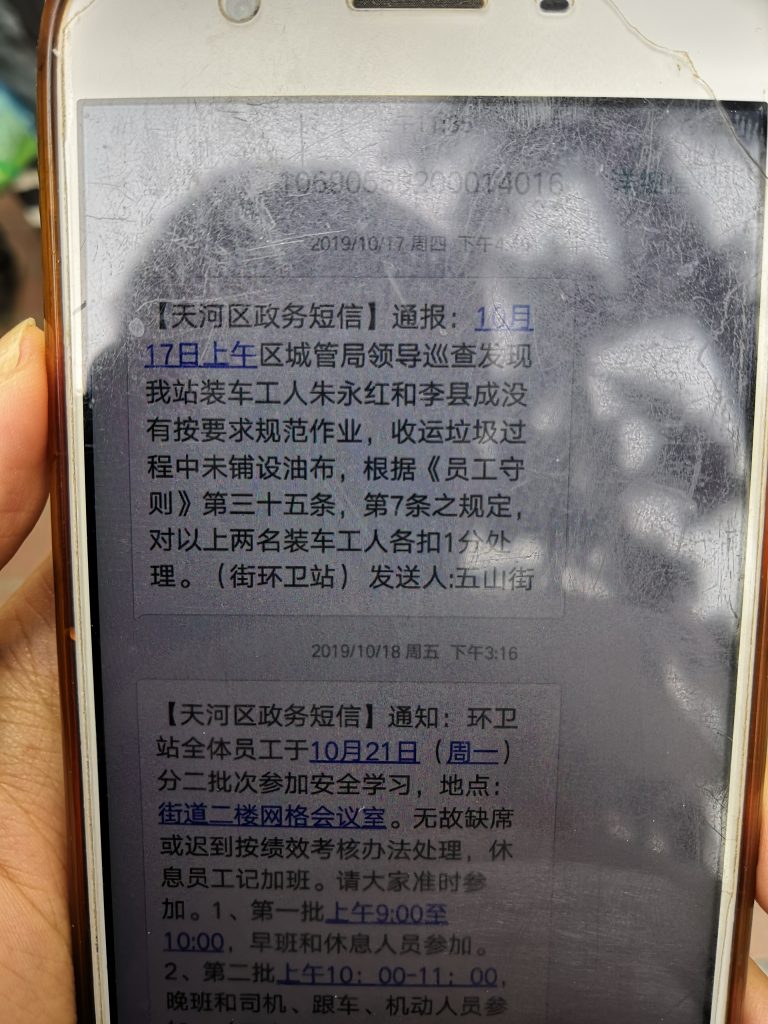 2019/10/17 周四 下午4
【天河区政务短信】通报：10月
17日上午区城管局领导巡查发现
我站装车工人朱永红和李县成没
有按要求规范作业，收运垃圾过
程中未铺设油布，根据《员工守
则》第三十五条，第7条之规定，
对以上两名装车工人各扣1分处
理。（街环卫站）发送人:五山街
2019/10/18 周五 下午3:16
【天河区政务短信】通知：环卫
站全体员工于10月21日（周一）
分二批次参加安全学习，地点：
街道二楼网格会议室。无故缺席
或迟到按绩效考核办法处理，休
息员工记加班。请大家准时参
加。1、第一批上午9:00至
10:00，早班和休息人员参加。
2、第二批上午10：00-11：00，
晚班和司机、跟车、机动人员参